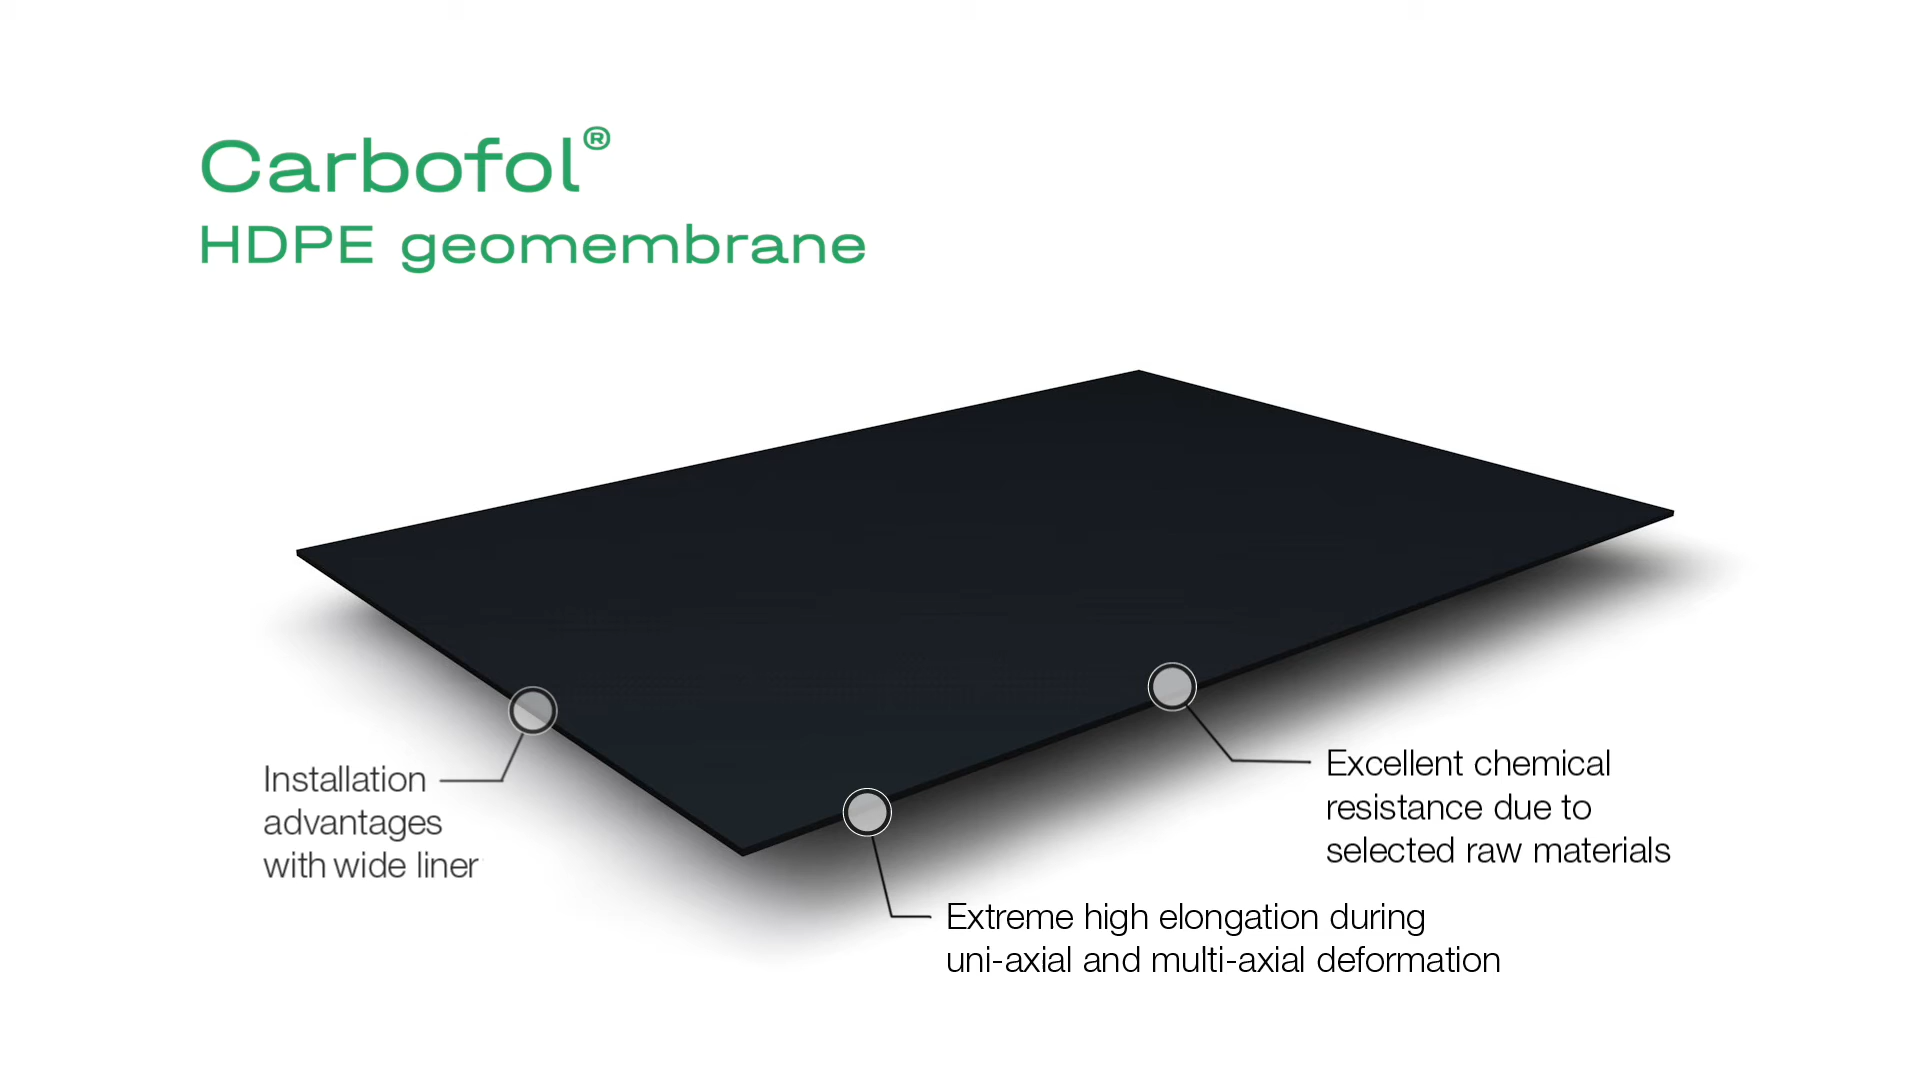 Carbofol®
HDPE geomembrane
Installation
advantages
with wide liner
Excellent chemical
resistance due to
selected raw materials
Extreme high elongation during
uni-axial and multi-axial deformation